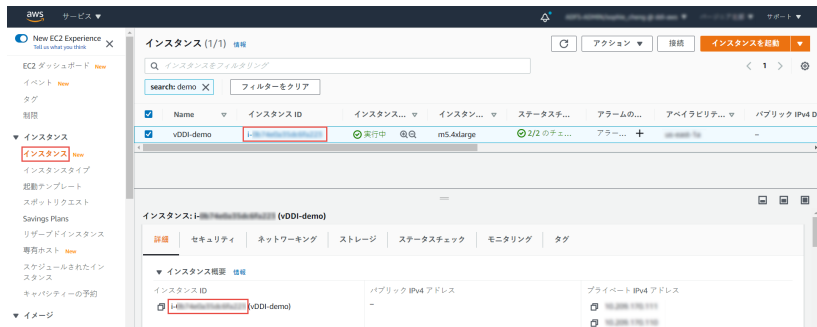 aws サービス ▼ サポート ▼
New EC2 Experience
Tell us what you think
EC2 ダッシュボード New
イベント New
タグ
制限
▼ インスタンス
インスタンス New
インスタンスタイプ
起動テンプレート
スポットリクエスト
Savings Plans
リザーブドインスタンス
専有ホスト New
スケジュールされたイン
スタンス
キャパシティーの予約
▼ イメージ
インスタンス (1/1) 情報
アクション ▼ 接続 インスタンスを起動 ▼
インスタンスをフィルタリング
1
search: demo フィルターをクリア
Name インスタンス ID インスタンス... インスタン... ステータスチ... アラームの... アベイラビリテ... パブリック IPv4 D
vDDI-demo i- 実行中 m5.4xlarge 2/2 のチェ... アラー... + –
インスタンス: i- (vDDI-demo)
詳細 セキュリティ ネットワーキング ストレージ ステータスチェック モニタリング タグ
▼ インスタンス概要 情報
インスタンス ID パブリック IPv4 アドレス プライベート IPv4 アドレス
i- (vDDI-demo) –